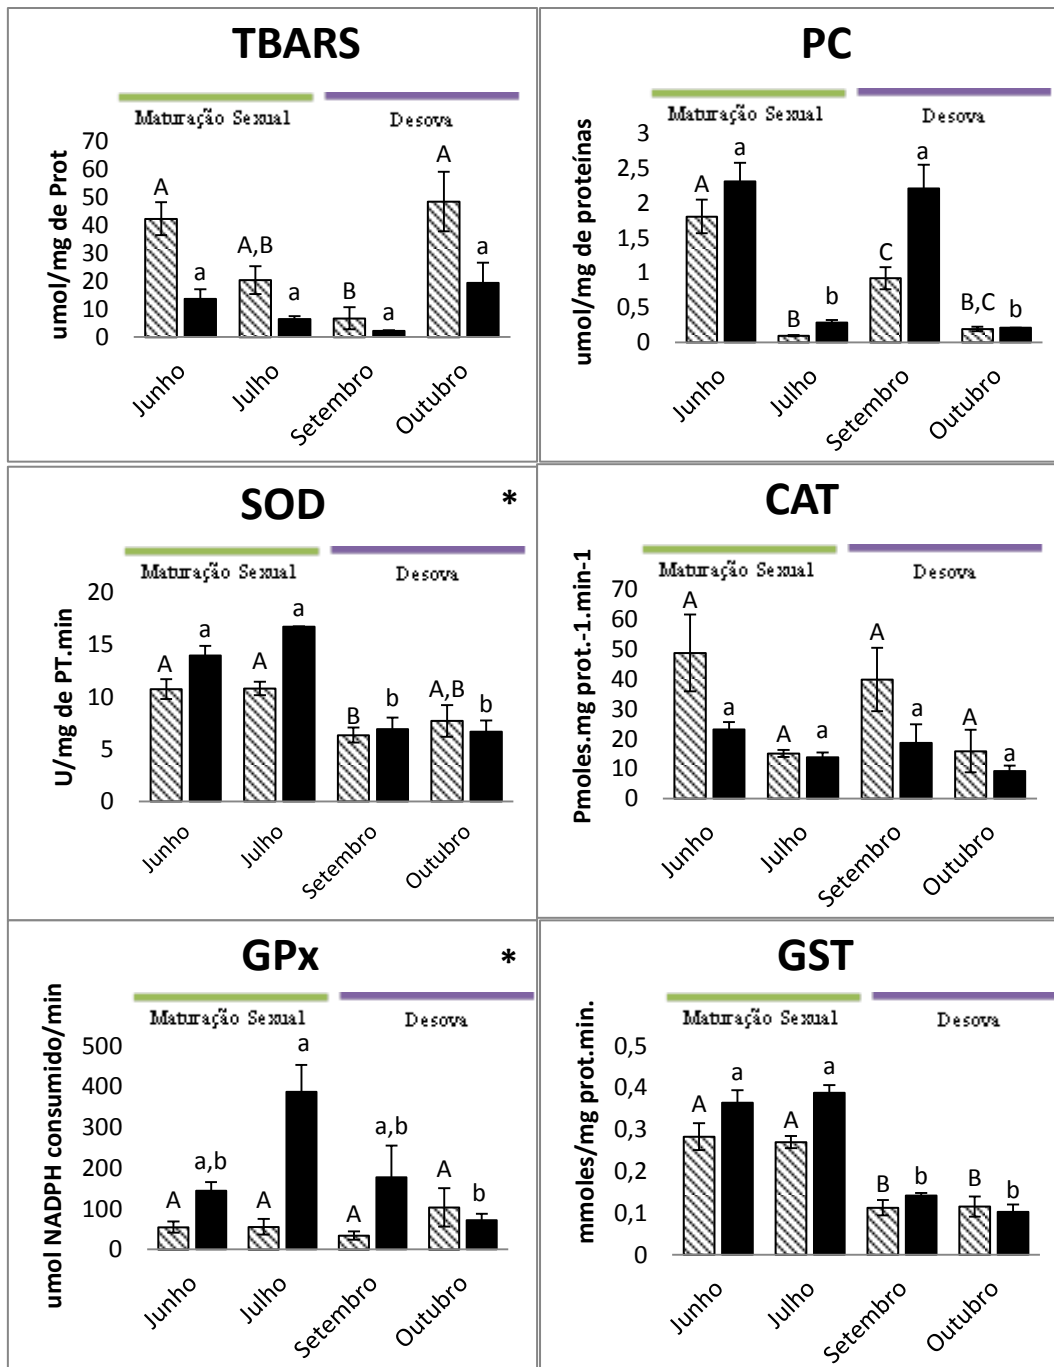 TBARS
Maturação Sexual
Desova
umol/mg de Prot
70
60
50
40
30
20
10
0
A
a
A,B
a
B
a
A
a
Junho
Julho
Setembro
Outubro
PC
Maturação Sexual
Desova
umol/mg de proteínas
3
2,5
2
1,5
1
0,5
0
A
a
B
b
C
a
B,C
b
Junho
Julho
Setembro
Outubro
SOD *
Maturação Sexual
Desova
U/mg de PT.min
20
15
10
5
0
A
a
A
a
B
b
A,B
b
Junho
Julho
Setembro
Outubro
CAT
Maturação Sexual
Desova
Pmoles.mg prot.-1.min-1
70
60
50
40
30
20
10
0
A
a
A
a
A
a
A
a
Junho
Julho
Setembro
Outubro
GPx *
Maturação Sexual
Desova
umol NADPH consumido/min
500
400
300
200
100
0
A
a,b
A
a
A
a,b
A
b
Junho
Julho
Setembro
Outubro
GST
Maturação Sexual
Desova
mmoles/mg prot.min.
0,5
0,4
0,3
0,2
0,1
0
A
a
A
a
B
b
B
b
Junho
Julho
Setembro
Outubro